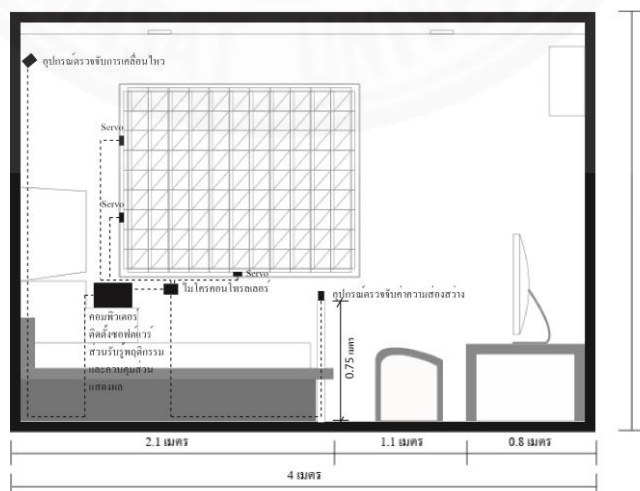 อุปกรณ์ตรวจจับการเคลื่อนไหว
Servo
Servo
Servo
ไมโครคอนโทรลเลอร์
อุปกรณ์ตรวจจับค่าความส่องสว่าง
คอมพิวเตอร์
ติดตั้งซอฟต์แวร์
ส่วนรับรู้พฤติกรรม
และควบคุมส่วน
แสดงผล
0.75 เมตร
2.1 เมตร
1.1 เมตร
0.8 เมตร
4 เมตร